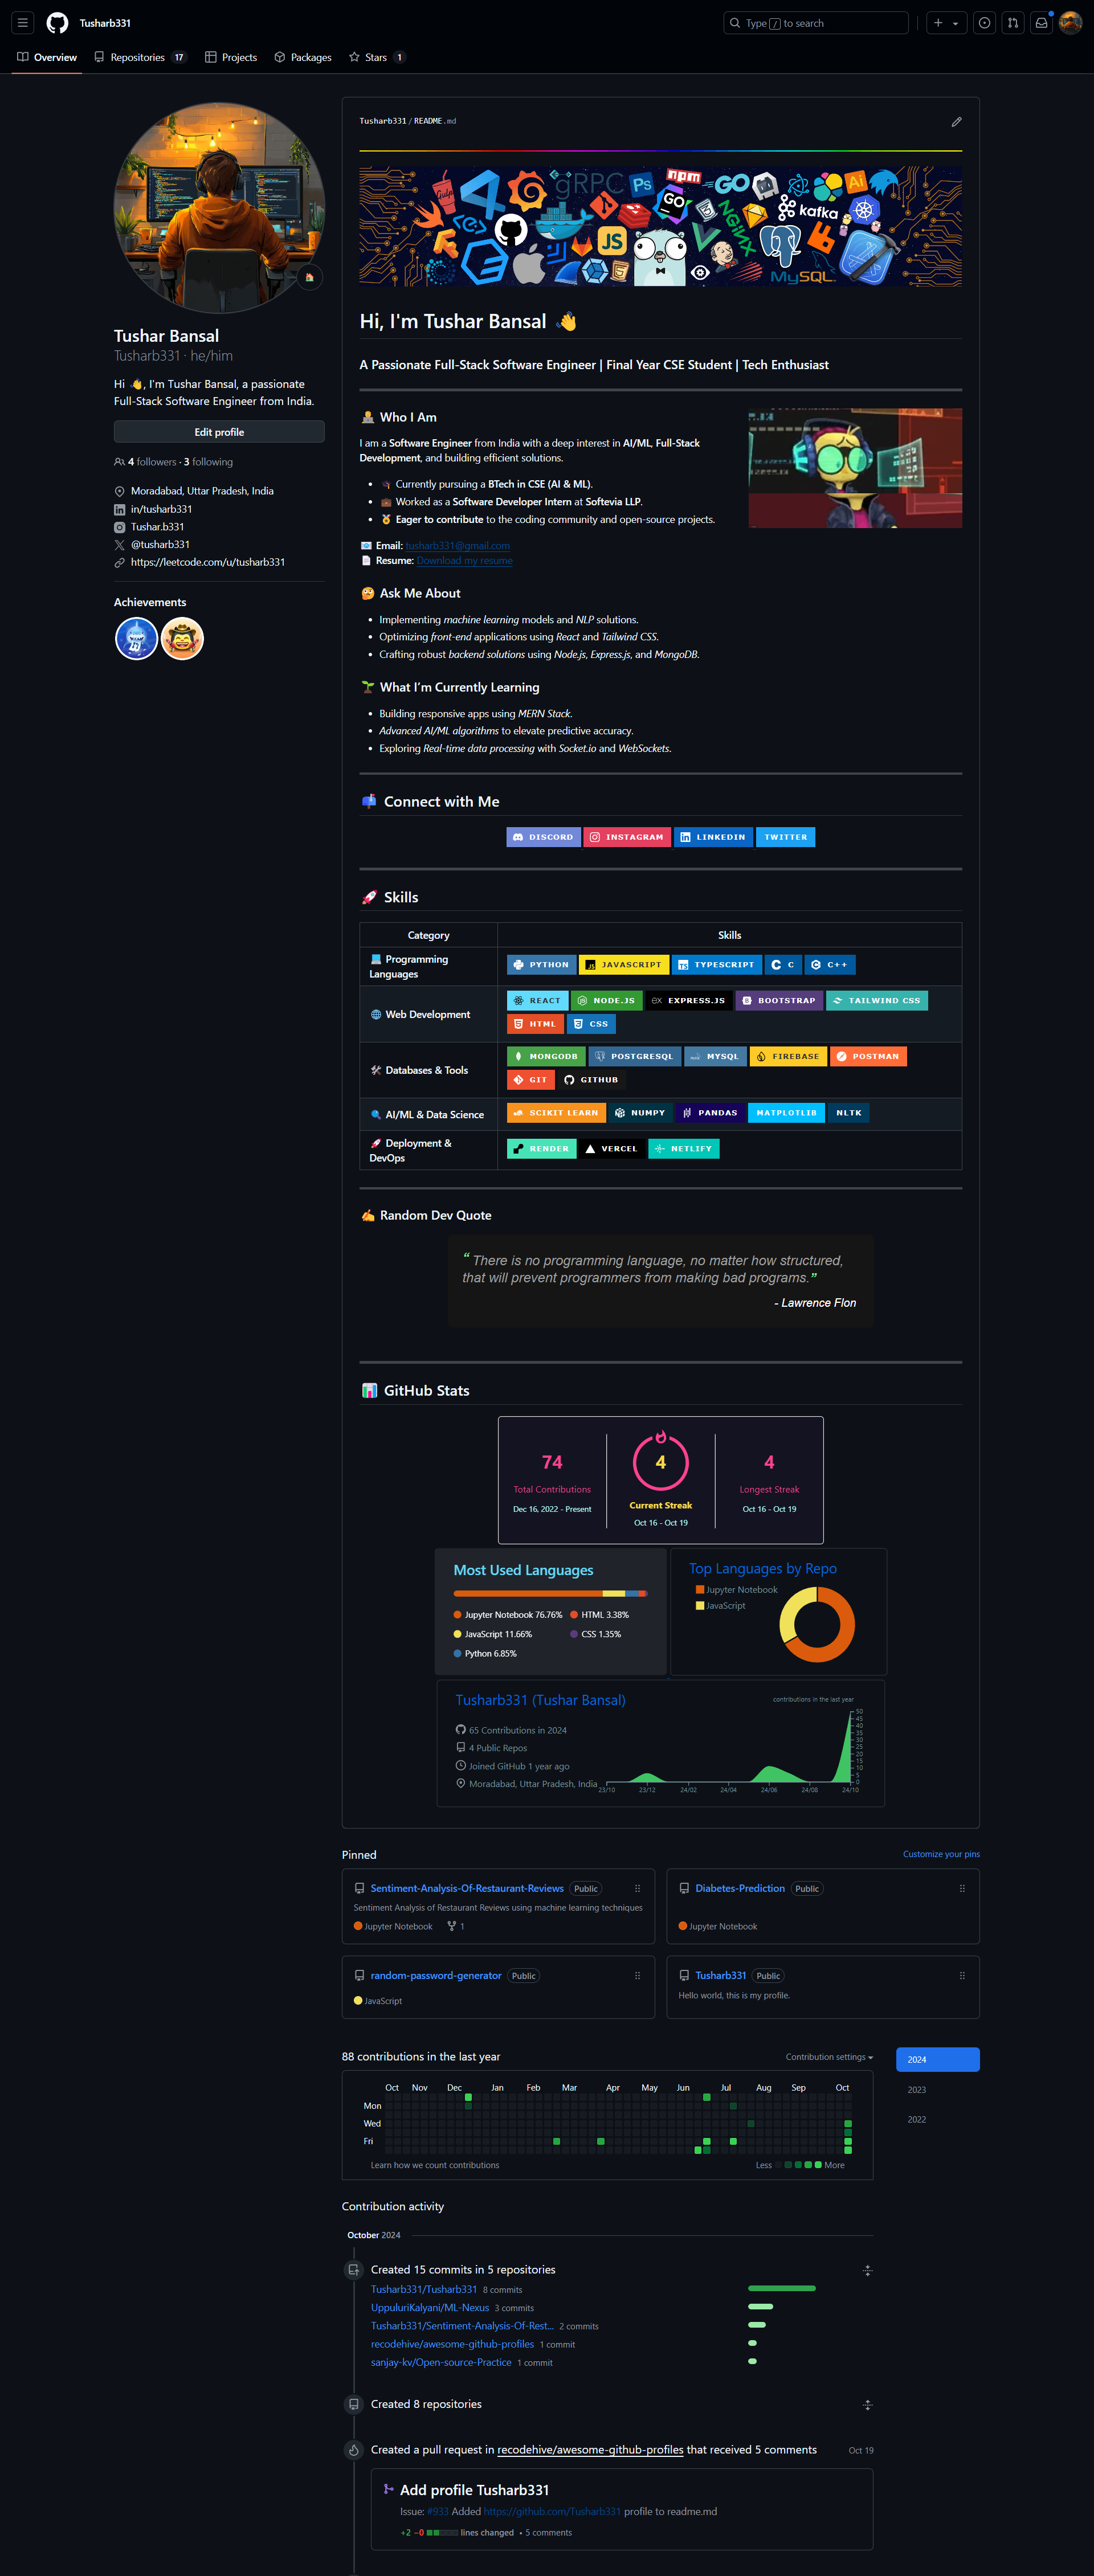 Tusharb331
Type / to search
Overview
Repositories 17
Projects
Packages
Stars 1
Tushar Bansal
Tusharb331 · he/him
Hi 👋, I'm Tushar Bansal, a passionate
Full-Stack Software Engineer from India.
Edit profile
4 followers · 3 following
Moradabad, Uttar Pradesh, India
in/tusharb331
Tushar.b331
@tusharb331
https://leetcode.com/u/tusharb331
Achievements
Tusharb331 / README.md
gRPC
Ps
npm
GO
Ai
GO
kafka
JS
NGINX
MySQL
Hi, I'm Tushar Bansal 👋
A Passionate Full-Stack Software Engineer | Final Year CSE Student | Tech Enthusiast
Who I Am
I am a Software Engineer from India with a deep interest in AI/ML, Full-Stack
Development, and building efficient solutions.
• Currently pursuing a BTech in CSE (AI & ML).
• Worked as a Software Developer Intern at Softevia LLP.
• Eager to contribute to the coding community and open-source projects.
Email: tusharb331@gmail.com
Resume: Download my resume
Ask Me About
• Implementing machine learning models and NLP solutions.
• Optimizing front-end applications using React and Tailwind CSS.
• Crafting robust backend solutions using Node.js, Express.js, and MongoDB.
What I’m Currently Learning
• Building responsive apps using MERN Stack.
• Advanced AI/ML algorithms to elevate predictive accuracy.
• Exploring Real-time data processing with Socket.io and WebSockets.
Connect with Me
DISCORD INSTAGRAM LINKEDIN TWITTER
Skills
Category Skills
Programming
Languages
PYTHON JAVASCRIPT TYPESCRIPT C C++
Web Development
REACT NODE.JS EXPRESS.JS BOOTSTRAP TAILWIND CSS
HTML CSS
Databases & Tools
MONGODB POSTGRESQL MYSQL FIREBASE POSTMAN
GIT GITHUB
AI/ML & Data Science
SCIKIT LEARN NUMPY PANDAS MATPLOTLIB NLTK
Deployment &
DevOps
RENDER VERCEL NETLIFY
Random Dev Quote
“ There is no programming language, no matter how structured,
that will prevent programmers from making bad programs.”
- Lawrence Flon
GitHub Stats
74
Total Contributions
Dec 16, 2022 - Present
4
Current Streak
Oct 16 - Oct 19
4
Longest Streak
Oct 16 - Oct 19
Most Used Languages
Jupyter Notebook 76.76%
HTML 3.38%
JavaScript 11.66%
CSS 1.35%
Python 6.85%
Top Languages by Repo
Jupyter Notebook
JavaScript
Tusharb331 (Tushar Bansal)
contributions in the last year
65 Contributions in 2024
4 Public Repos
Joined GitHub 1 year ago
Moradabad, Uttar Pradesh, India
50
45
40
35
30
25
20
15
10
5
0
23/10 23/12 24/02 24/04 24/06 24/08 24/10
Pinned
Customize your pins
Sentiment-Analysis-Of-Restaurant-Reviews Public
Sentiment Analysis of Restaurant Reviews using machine learning techniques
Jupyter Notebook 1
Diabetes-Prediction Public
Jupyter Notebook
random-password-generator Public
JavaScript
Tusharb331 Public
Hello world, this is my profile.
88 contributions in the last year
Contribution settings
2024
2023
2022
Oct Nov Dec Jan Feb Mar Apr May Jun Jul Aug Sep Oct
Mon
Wed
Fri
Learn how we count contributions
Less More
Contribution activity
October 2024
Created 15 commits in 5 repositories
Tusharb331/Tusharb331 8 commits
UppuluriKalyani/ML-Nexus 3 commits
Tusharb331/Sentiment-Analysis-Of-Rest... 2 commits
recodehive/awesome-github-profiles 1 commit
sanjay-kv/Open-source-Practice 1 commit
Created 8 repositories
Created a pull request in recodehive/awesome-github-profiles that received 5 comments
Oct 19
Add profile Tusharb331
Issue: #933 Added https://github.com/Tusharb331 profile to readme.md
+2 −0 lines changed • 5 comments